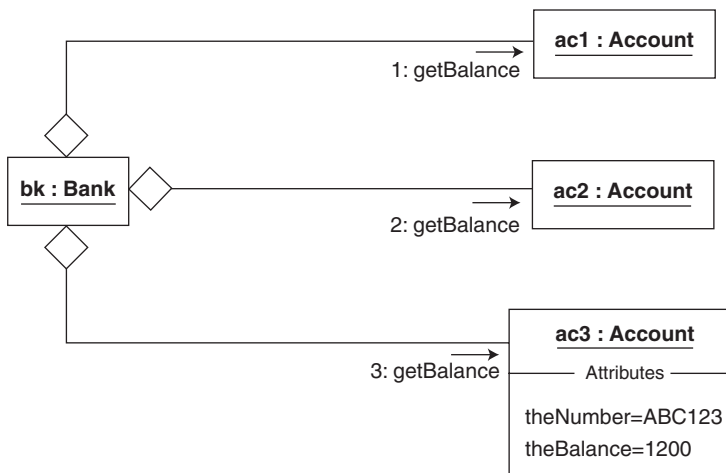 ac1 : Account
1: getBalance
bk : Bank
ac2 : Account
2: getBalance
ac3 : Account
3: getBalance
Attributes
theNumber=ABC123
theBalance=1200